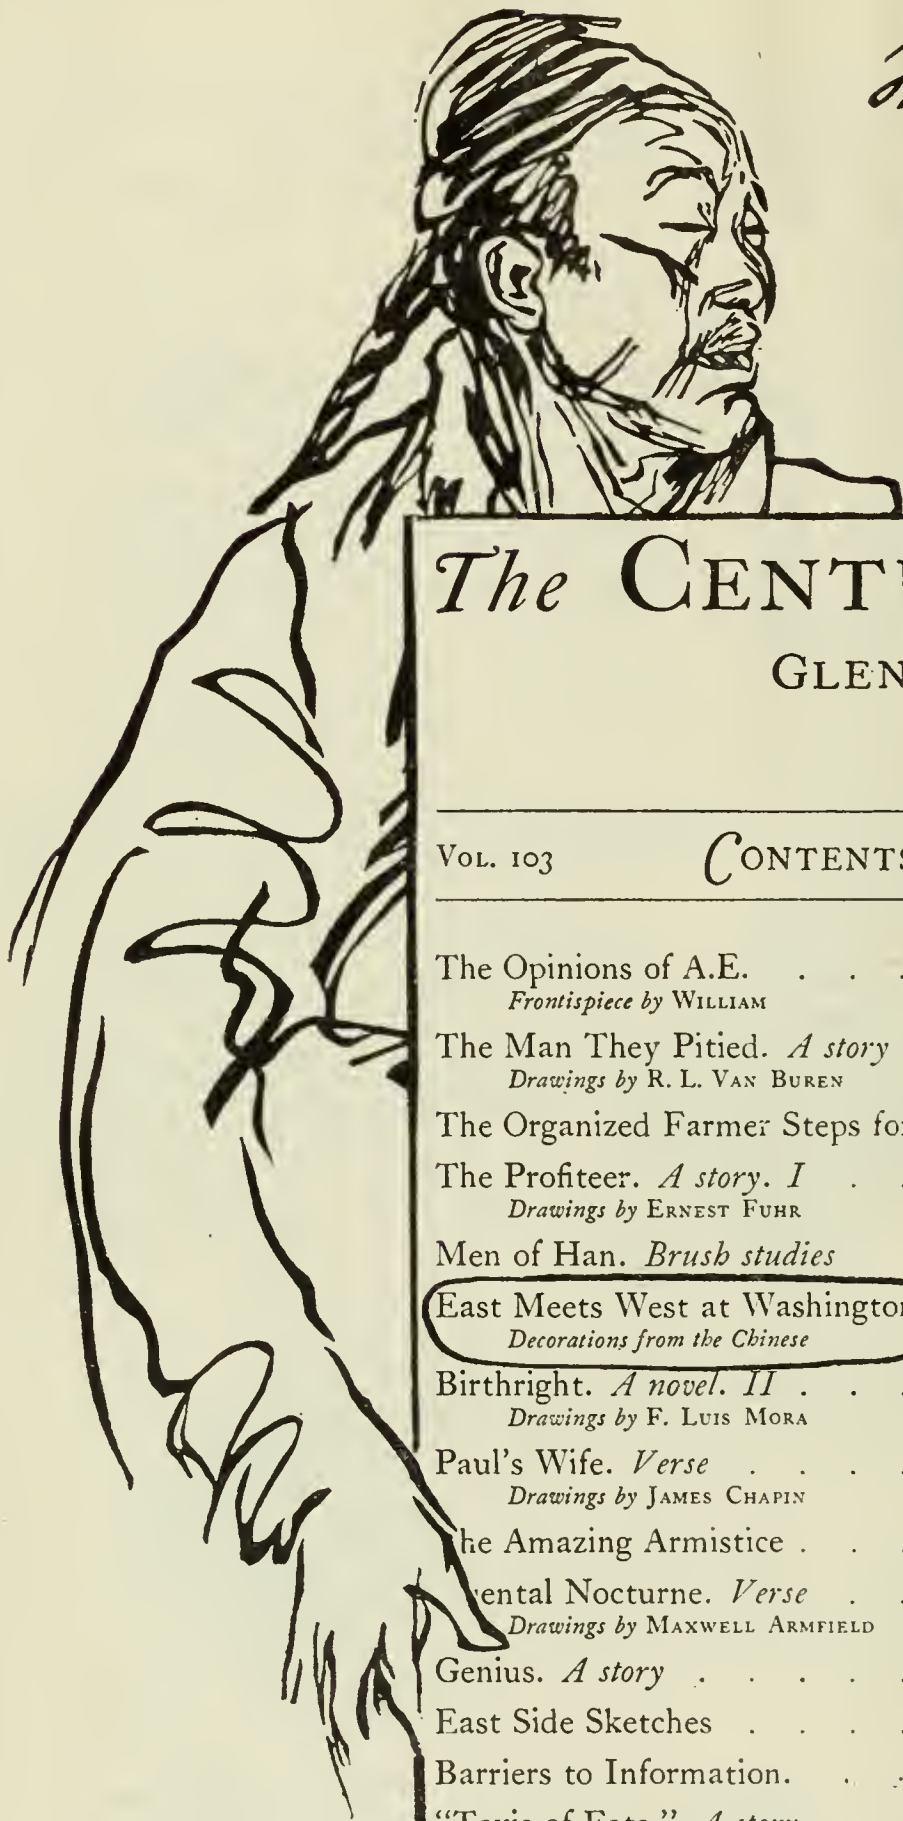 The CENT
GLEN
VOL. 103 CONTENTS
The Opinions of A.E. . . .
Frontispiece by WILLIAM
The Man They Pitied. A story
Drawings by R. L. VAN BUREN
The Organized Farmer Steps
The Profiteer. A story. I . .
Drawings by ERNEST FUHR
Men of Han. Brush studies
East Meets West at Washington
Decorations from the Chinese
Birthright. A novel. II . . .
Drawings by F. LUIS MORA
Paul's Wife. Verse . . . .
Drawings by JAMES CHAPIN
he Amazing Armistice . . .
ental Nocturne. Verse . .
Drawings by MAXWELL ARMFIELD
Genius. A story . . . . .
East Side Sketches . . . .
Barriers to Information. . .